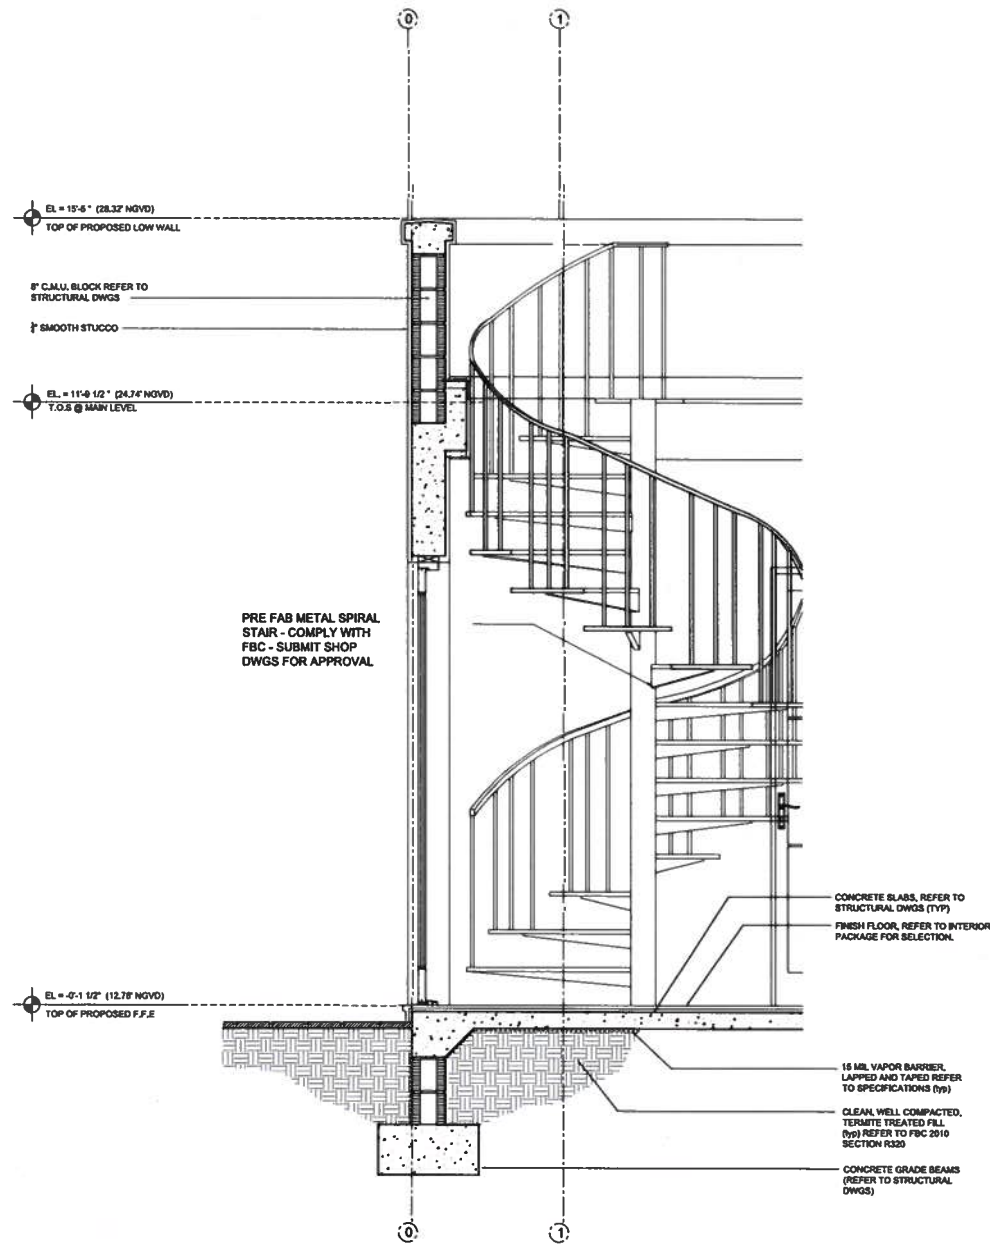 0 1
EL = 15'-6 " (28.32' NGVD)
TOP OF PROPOSED LOW WALL
8" C.M.U. BLOCK REFER TO
STRUCTURAL DWGS
SMOOTH STUCCO
EL. = 11'-9 1/2 " (24.74' NGVD)
T.O.S @ MAIN LEVEL
PRE FAB METAL SPIRAL
STAIR - COMPLY WITH
FBC - SUBMIT SHOP
DWGS FOR APPROVAL
CONCRETE SLABS, REFER TO
STRUCTURAL DWGS (TYP)
FINISH FLOOR, REFER TO INTERIOR
PACKAGE FOR SELECTION.
EL = -0'-1 1/2" (12.78' NGVD)
TOP OF PROPOSED F.F.E
15 MIL VAPOR BARRIER,
LAPPED AND TAPED REFER
TO SPECIFICATIONS (typ)
CLEAN, WELL COMPACTED,
TERMITE TREATED FILL
(typ) REFER TO FBC 2010
SECTION R320
CONCRETE GRADE BEAMS
(REFER TO STRUCTURAL
DWGS)
0 1